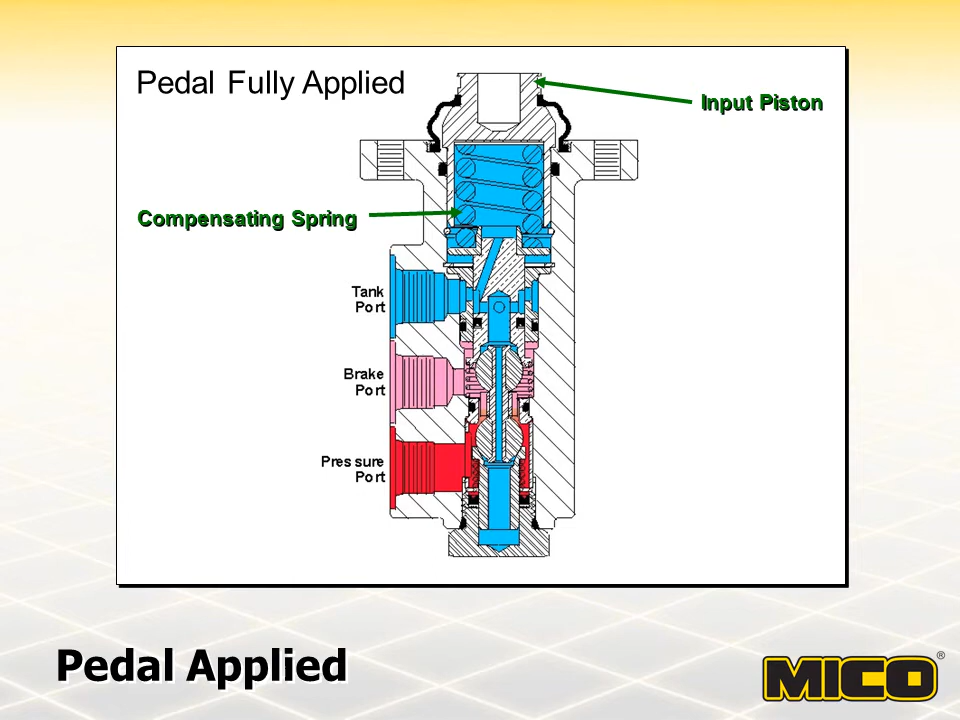 Pedal Fully Applied
Input Piston
Compensating Spring
Tank
Port
Brake
Port
Pressure
Port
Pedal Applied
MICO®